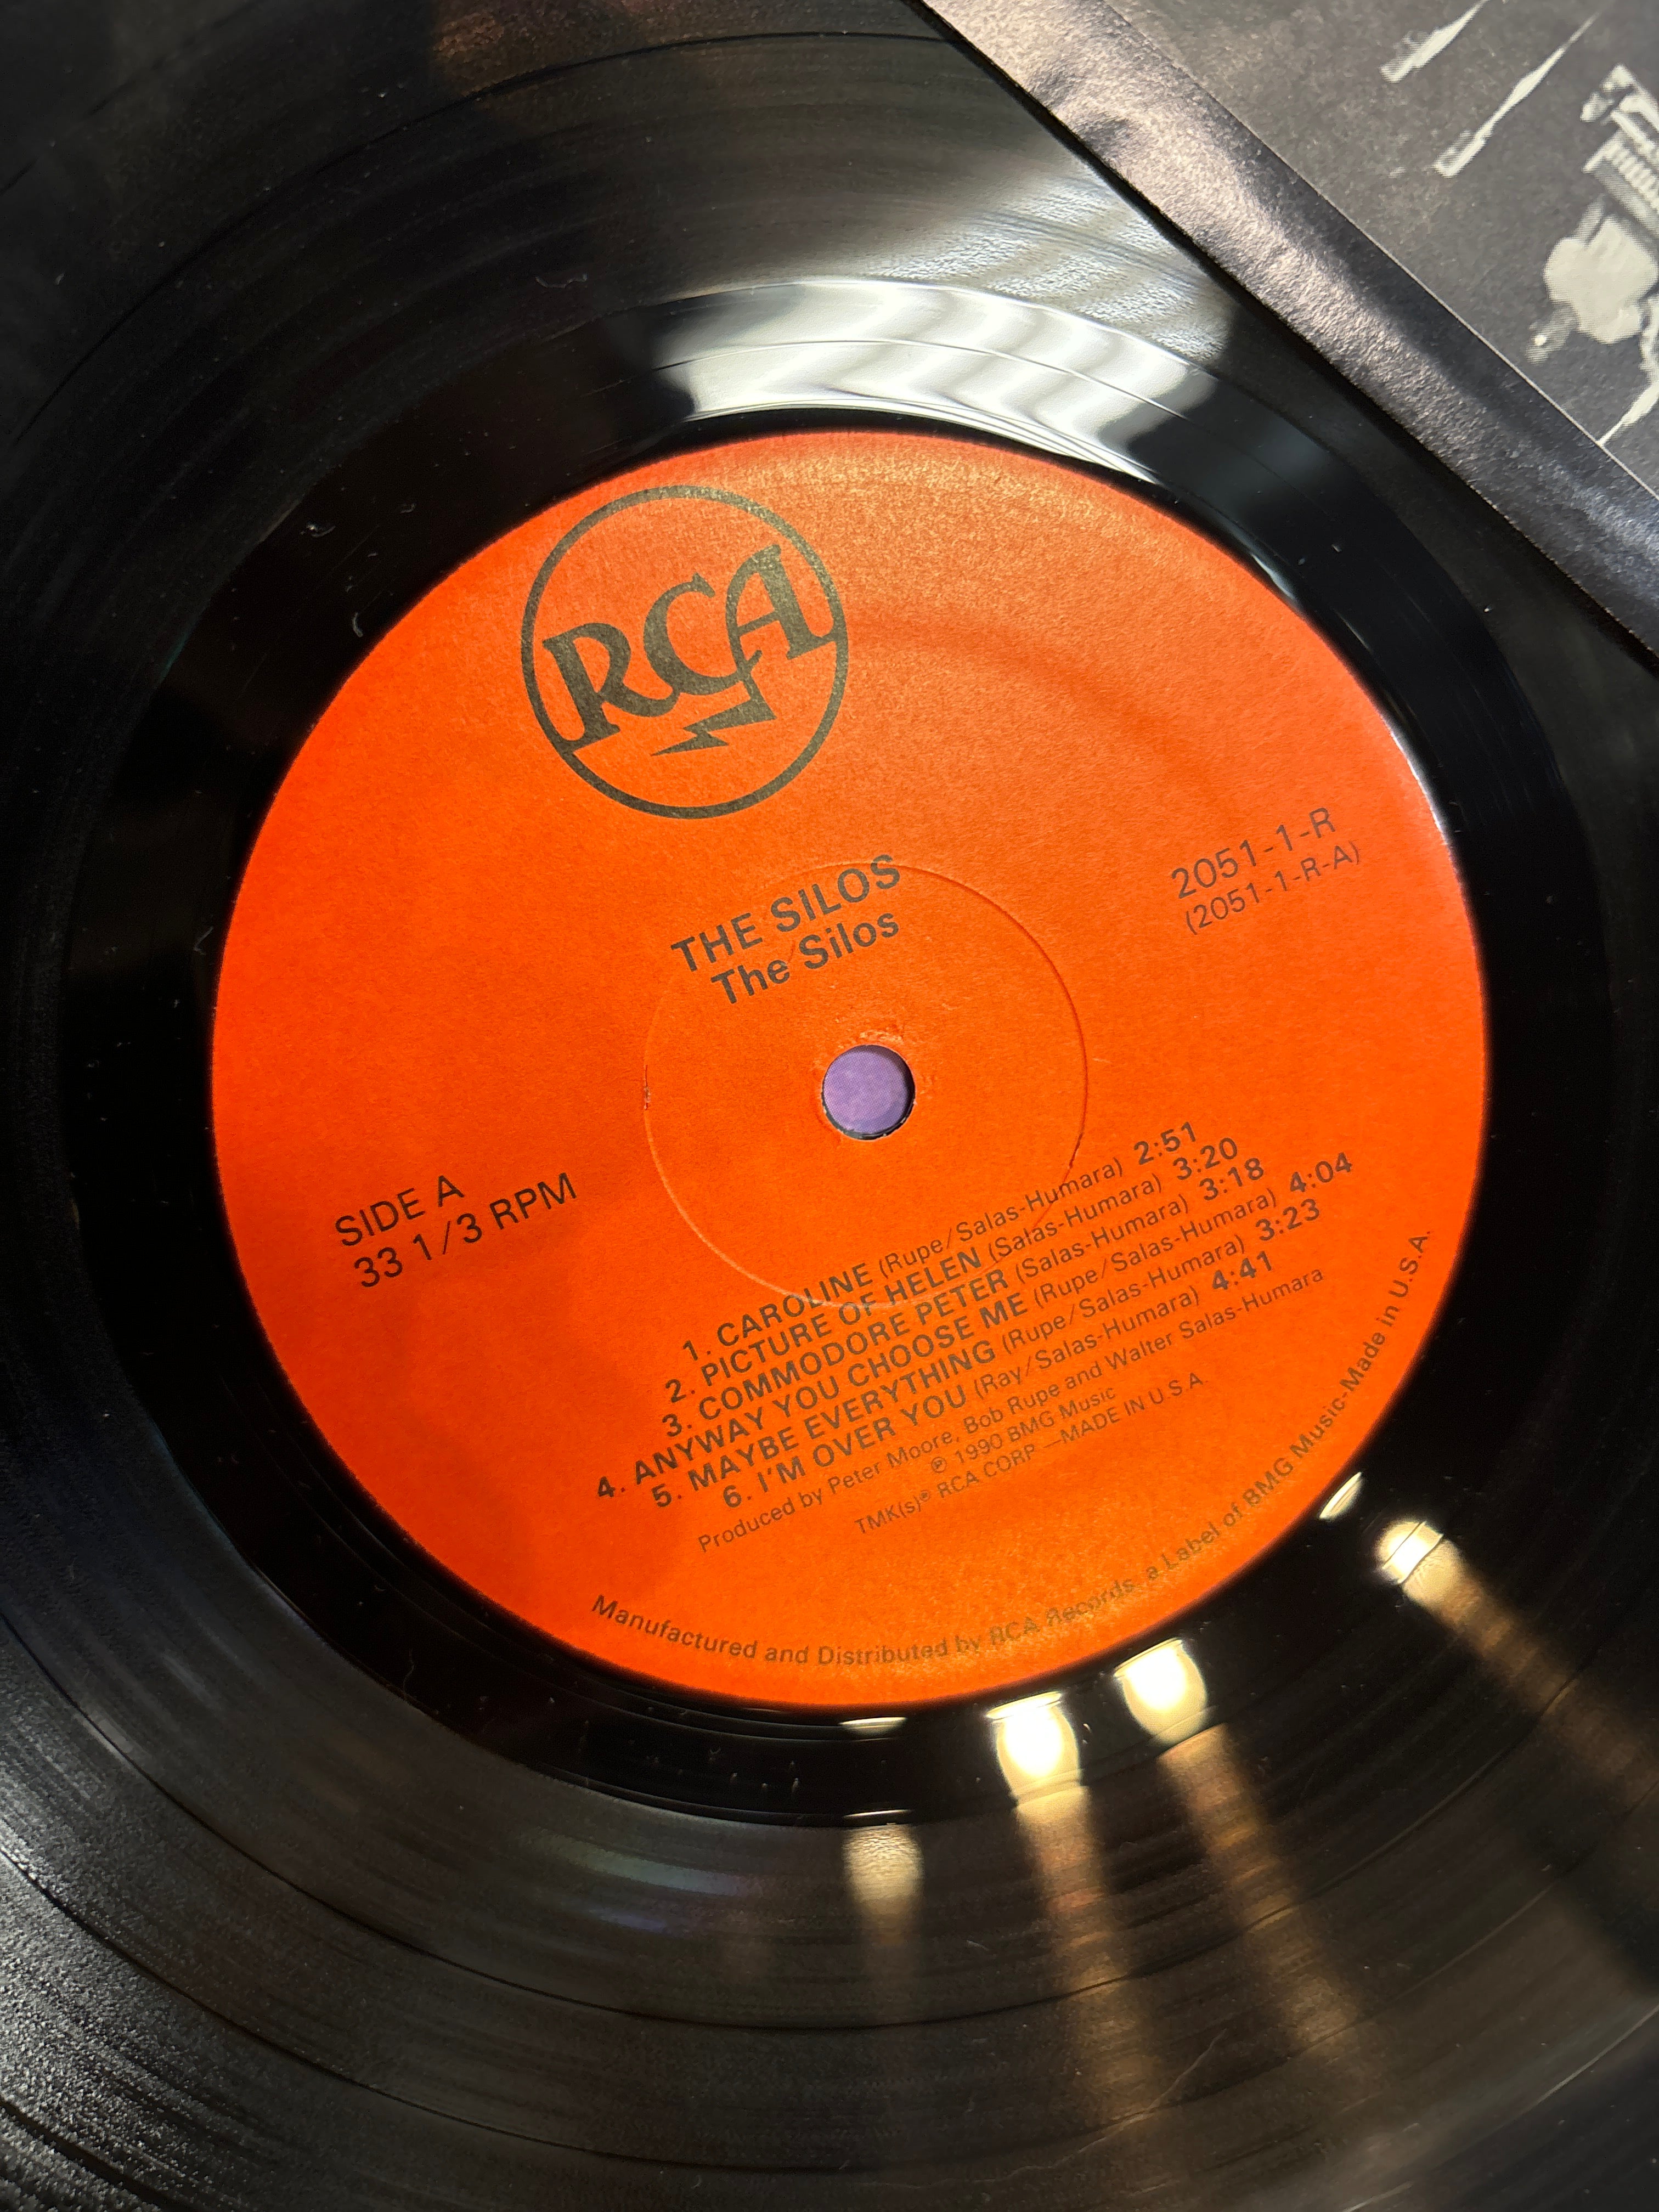 RCA
THE SILOS
The Silos
2051-1-R
(2051-1-R-A)
SIDE A
33 1/3 RPM
1. CAROLINE (Rupe/Salas-Humara) 2:51
2. PICTURE OF HELEN (Salas-Humara) 3:20
3. COMMODORE PETER (Salas-Humara) 3:18
4. ANYWAY YOU CHOOSE ME (Rupe/Salas-Humara) 4:04
5. MAYBE EVERYTHING (Rupe/Salas-Humara) 3:23
6. I'M OVER YOU (Ray/Salas-Humara) 4:41
Produced by Peter Moore, Bob Rupe and Walter Salas-Humara
℗ 1990 BMG Music
TMK(s)® RCA CORP.—MADE IN U.S.A.
Manufactured and Distributed by RCA Records, a Label of BMG Music-Made in U.S.A.